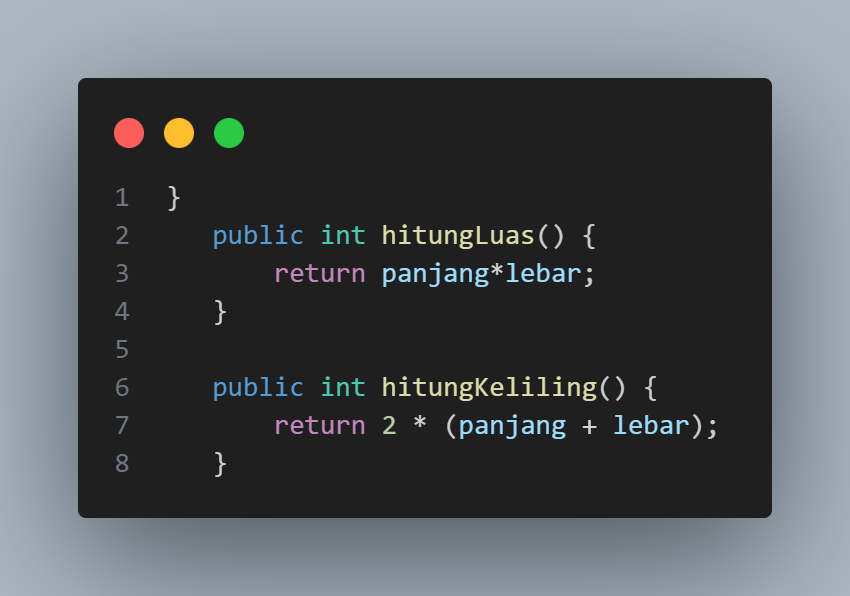 1 }
2 public int hitungLuas() {
3 return panjang*lebar;
4 }
5
6 public int hitungKeliling() {
7 return 2 * (panjang + lebar);
8 }